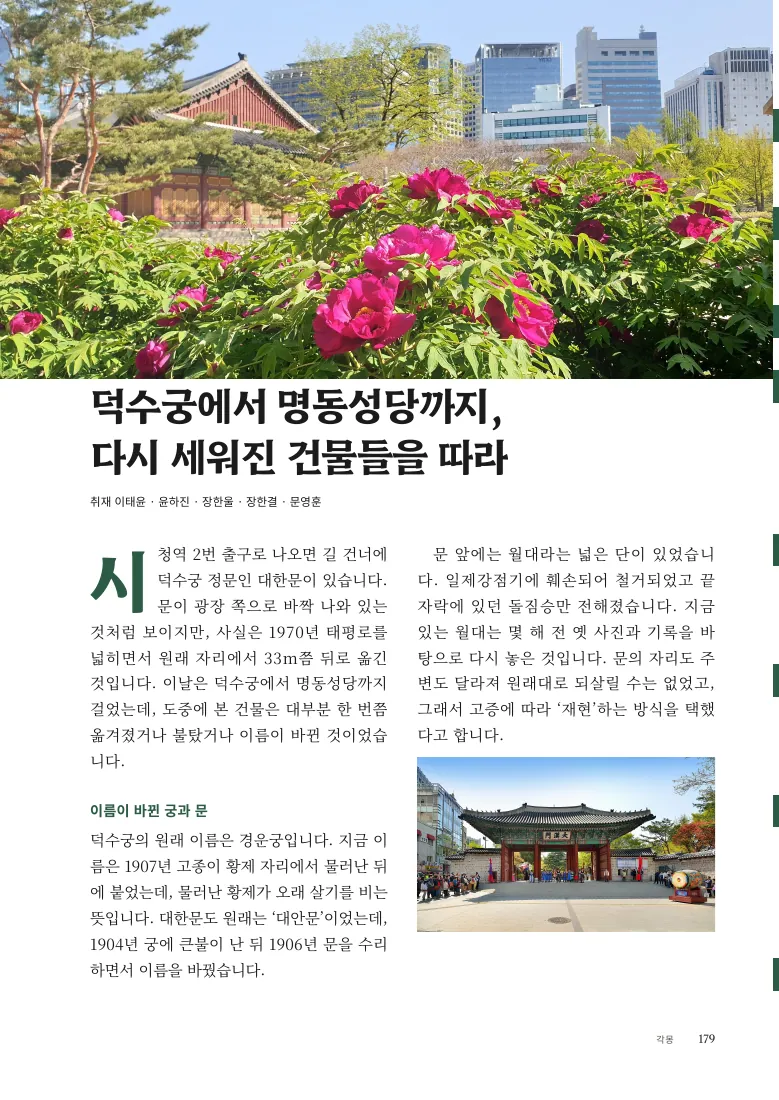 덕수궁에서 명동성당까지,
다시 세워진 건물들을 따라
취재 이태윤 · 윤하진 · 장한울 · 장한결 · 문영훈
시청역 2번 출구로 나오면 길 건너에
덕수궁 정문인 대한문이 있습니다.
문이 광장 쪽으로 바짝 나와 있는
것처럼 보이지만, 사실은 1970년 태평로를
넓히면서 원래 자리에서 33m쯤 뒤로 옮긴
것입니다. 이날은 덕수궁에서 명동성당까지
걸었는데, 도중에 본 건물은 대부분 한 번쯤
옮겨졌거나 불탔거나 이름이 바뀐 것이었습
니다.
이름이 바뀐 궁과 문
덕수궁의 원래 이름은 경운궁입니다. 지금 이
름은 1907년 고종이 황제 자리에서 물러난 뒤
에 붙었는데, 물러난 황제가 오래 살기를 비는
뜻입니다. 대한문도 원래는 ‘대안문’이었는데,
1904년 궁에 큰불이 난 뒤 1906년 문을 수리
하면서 이름을 바꿨습니다.
문 앞에는 월대라는 넓은 단이 있었습니
다. 일제강점기에 훼손되어 철거되었고 끝
자락에 있던 돌짐승만 전해졌습니다. 지금
있는 월대는 몇 해 전 옛 사진과 기록을 바
탕으로 다시 놓은 것입니다. 문의 자리도 주
변도 달라져 원래대로 되살릴 수는 없었고,
그래서 고증에 따라 ‘재현’하는 방식을 택했
다고 합니다.
大漢門
각몽 179